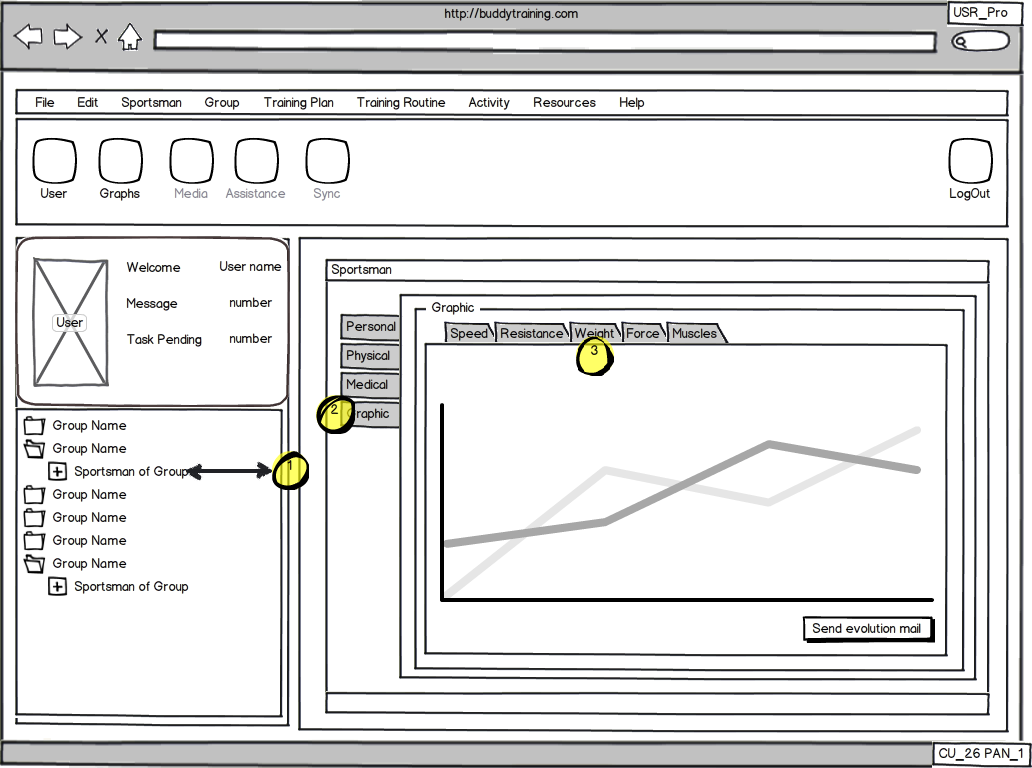 http://buddytraining.com
USR_Pro
File Edit Sportsman Group Training Plan Training Routine Activity Resources Help
User Graphs Media Assistance Sync LogOut
Welcome User name
User
Message number
Task Pending number
Group Name
Group Name
Sportsman of Group
1
Group Name
Group Name
Group Name
Group Name
Sportsman of Group
Sportsman
Personal
Physical
Medical
2
Graphic
Graphic
Speed Resistance Weight Force Muscles
3
Send evolution mail
CU_26 PAN_1